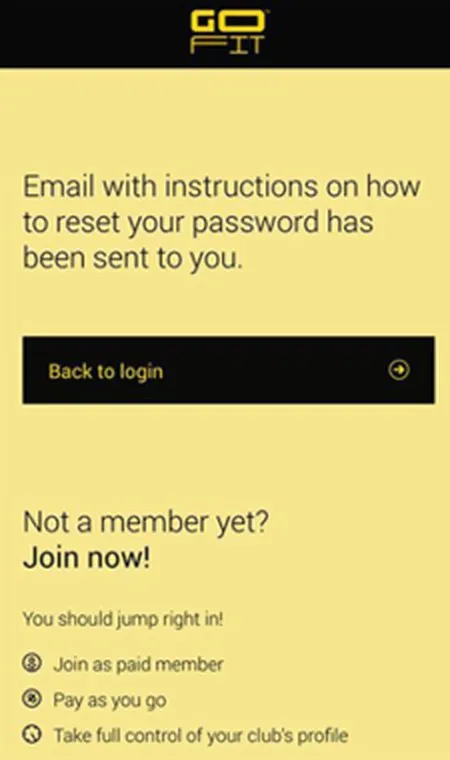 GO
FIT
Email with instructions on how
to reset your password has
been sent to you.
Back to login
Not a member yet?
Join now!
You should jump right in!
Join as paid member
Pay as you go
Take full control of your club's profile